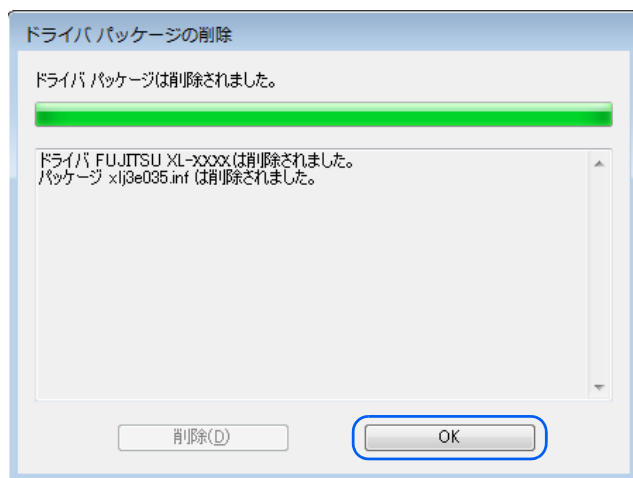 ドライバ パッケージの削除
ドライバ パッケージは削除されました。
ドライバ FUJITSU XL-XXXX は削除されました。
パッケージ xlj3e035.inf は削除されました。
削除(D)
OK